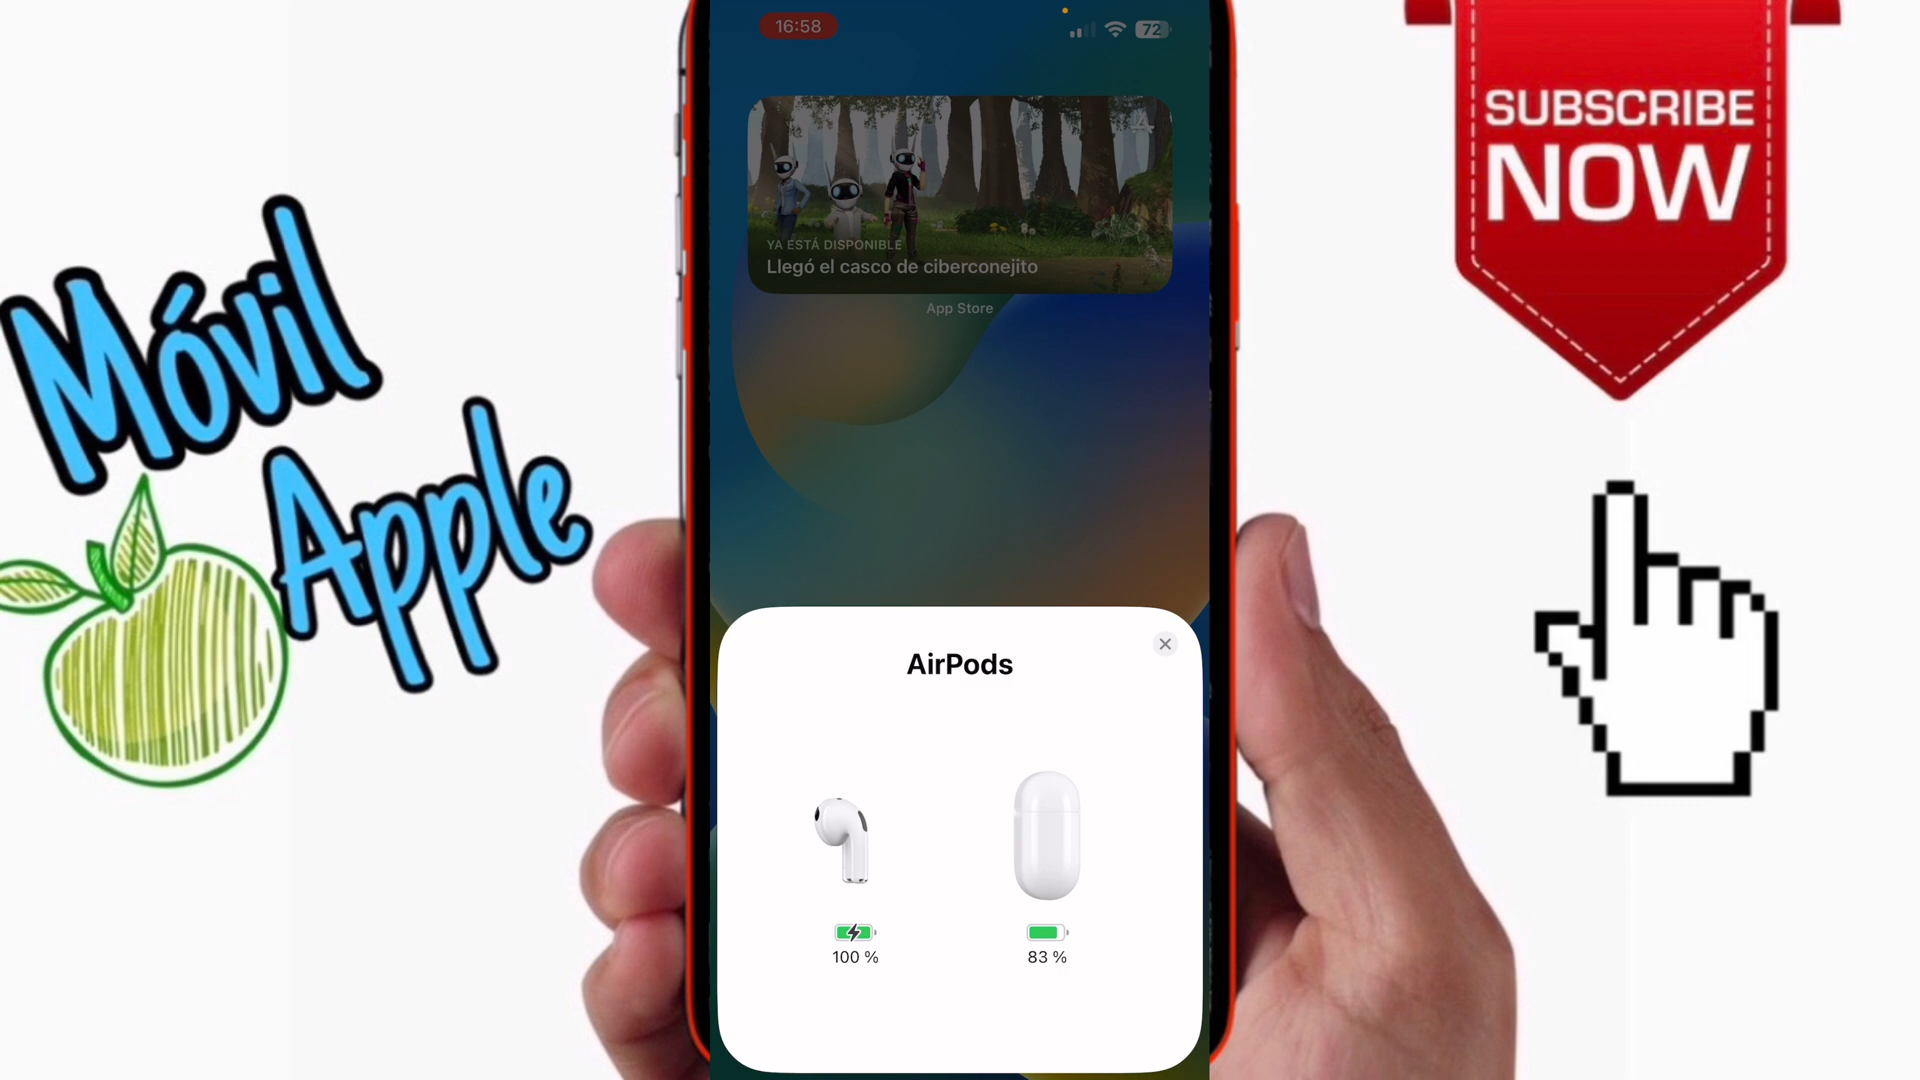 Móvil
Apple
16:58
72
YA ESTÁ DISPONIBLE
Llegó el casco de ciberconejito
App Store
AirPods
100 %
83 %
SUBSCRIBE
NOW